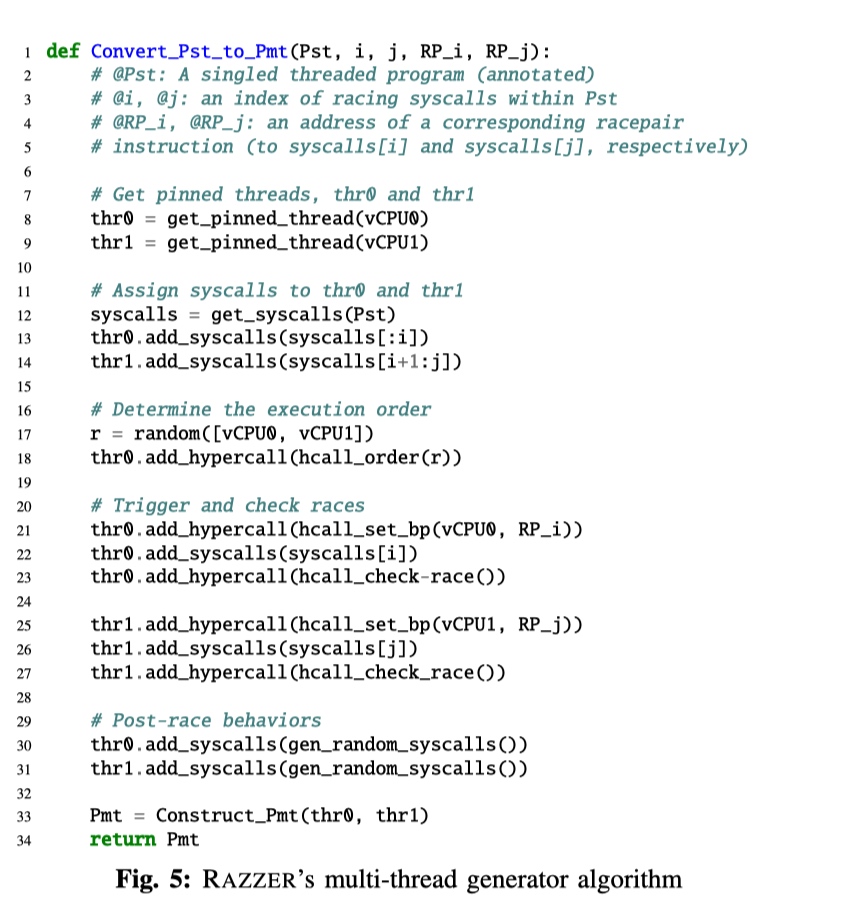 1 def Convert_Pst_to_Pmt(Pst, i, j, RP_i, RP_j):
2 # @Pst: A singled threaded program (annotated)
3 # @i, @j: an index of racing syscalls within Pst
4 # @RP_i, @RP_j: an address of a corresponding racepair
5 # instruction (to syscalls[i] and syscalls[j], respectively)
6
7 # Get pinned threads, thr0 and thr1
8 thr0 = get_pinned_thread(vCPU0)
9 thr1 = get_pinned_thread(vCPU1)
10
11 # Assign syscalls to thr0 and thr1
12 syscalls = get_syscalls(Pst)
13 thr0.add_syscalls(syscalls[:i])
14 thr1.add_syscalls(syscalls[i+1:j])
15
16 # Determine the execution order
17 r = random([vCPU0, vCPU1])
18 thr0.add_hypercall(hcall_order(r))
19
20 # Trigger and check races
21 thr0.add_hypercall(hcall_set_bp(vCPU0, RP_i))
22 thr0.add_syscalls(syscalls[i])
23 thr0.add_hypercall(hcall_check-race())
24
25 thr1.add_hypercall(hcall_set_bp(vCPU1, RP_j))
26 thr1.add_syscalls(syscalls[j])
27 thr1.add_hypercall(hcall_check_race())
28
29 # Post-race behaviors
30 thr0.add_syscalls(gen_random_syscalls())
31 thr1.add_syscalls(gen_random_syscalls())
32
33 Pmt = Construct_Pmt(thr0, thr1)
34 return Pmt
Fig. 5: RAZZER's multi-thread generator algorithm